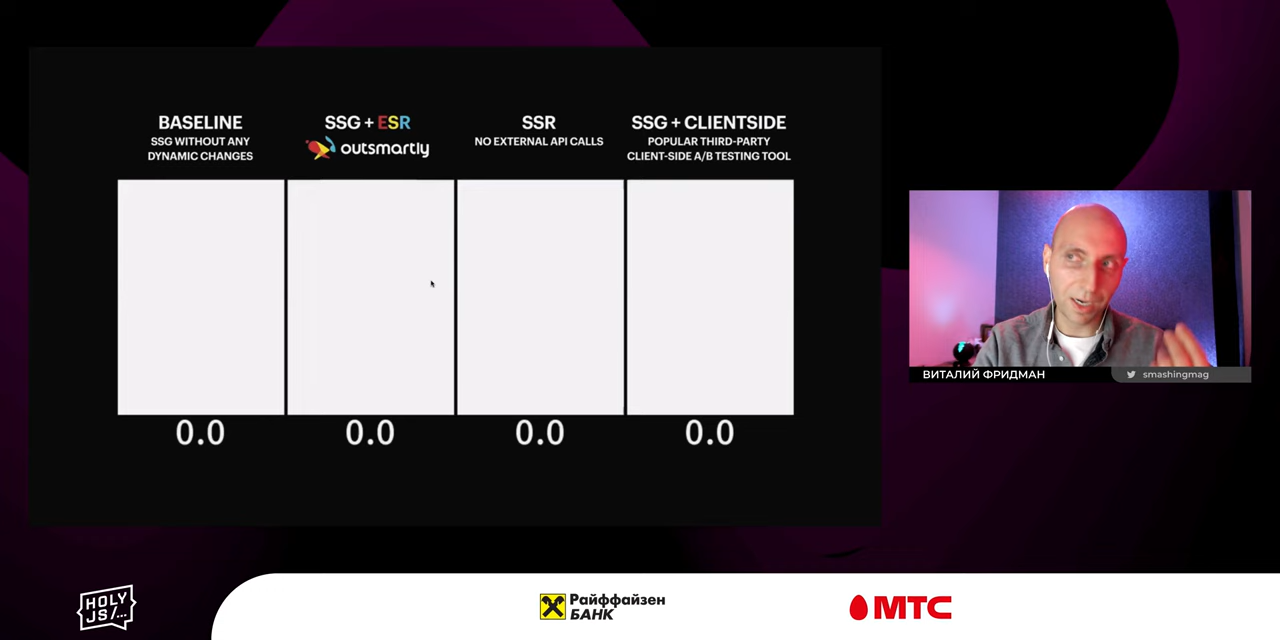 BASELINE
SSG WITHOUT ANY
DYNAMIC CHANGES
SSG + ESR
outsmartly
SSR
NO EXTERNAL API CALLS
SSG + CLIENTSIDE
POPULAR THIRD-PARTY
CLIENT-SIDE A/B TESTING TOOL
0.0
0.0
0.0
0.0
ВИТАЛИЙ ФРИДМАН
smashingmag
HOLY
JS/...
Райффайзен
БАНК
МТС